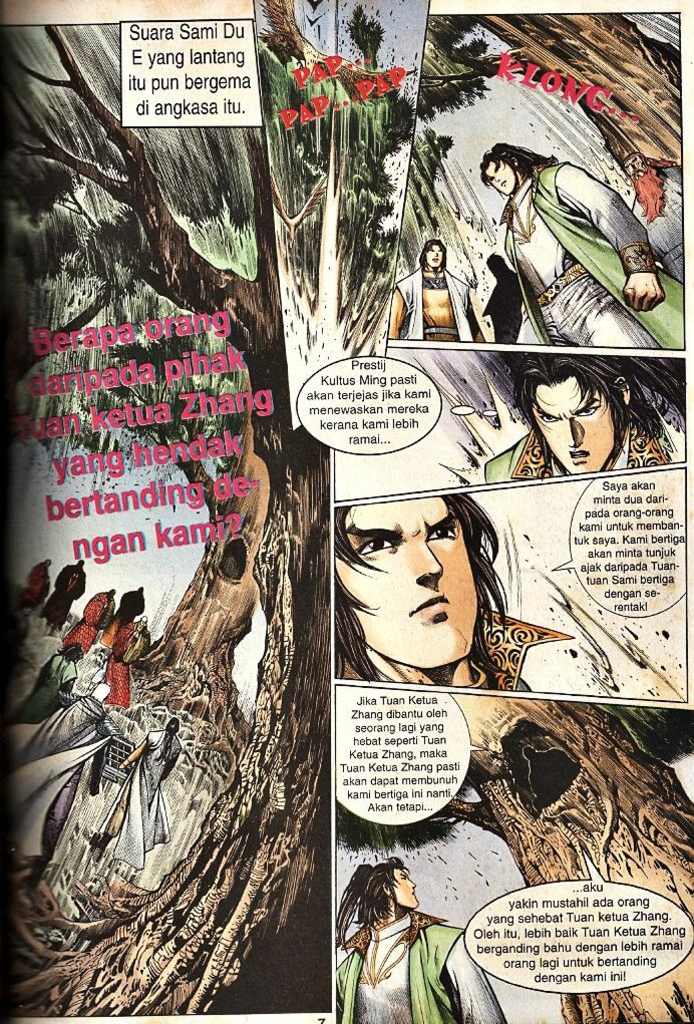 Suara Sami Du
E yang lantang
itu pun bergema
di angkasa itu.
PAP...
PAP...PAP
KLONG...
Berapa orang
daripada pihak
Tuan ketua Zhang
yang hendak
bertanding de-
ngan kami?
Prestij
Kultus Ming pasti
akan terjejas jika kami
menewaskan mereka
kerana kami lebih
ramai...
Saya akan
minta dua dari-
pada orang-orang
kami untuk memban-
tuk saya. Kami bertiga
akan minta tunjuk
ajak daripada Tuan-
tuan Sami bertiga
dengan se-
rentak!
Jika Tuan Ketua
Zhang dibantu oleh
seorang lagi yang
hebat seperti Tuan
Ketua Zhang, maka
Tuan Ketua Zhang pasti
akan dapat membunuh
kami bertiga ini nanti.
Akan tetapi...
...aku
yakin mustahil ada orang
yang sehebat Tuan ketua Zhang.
Oleh itu, lebih baik Tuan Ketua Zhang
berganding bahu dengan lebih ramai
orang lagi untuk bertanding
dengan kami ini!
7